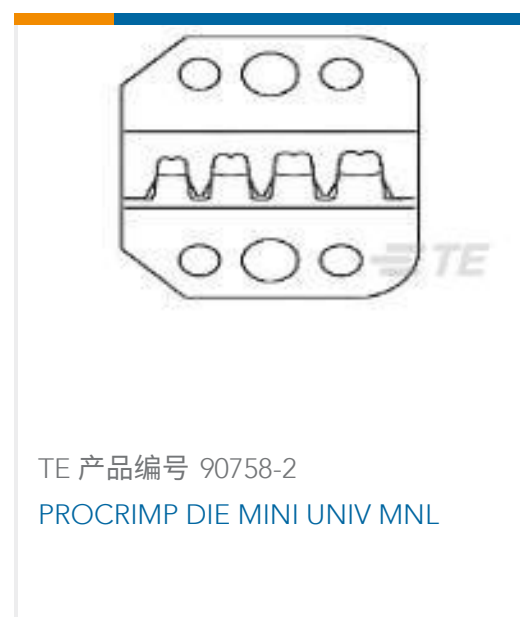 TE
TE 产品编号 90758-2
PROCRIMP DIE MINI UNIV MNL